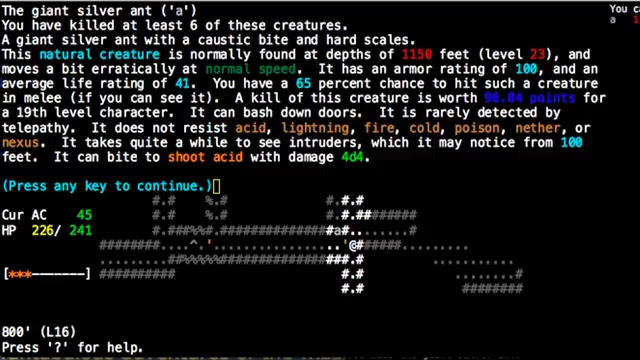 The giant silver ant ('a')
You have killed at least 6 of these creatures.
A giant silver ant with a caustic bite and hard scales.
This natural creature is normally found at depths of 1150 feet (level 23), and
moves a bit erratically at normal speed.  It has an armor rating of 100, and an
average life rating of 41.  You have a 65 percent chance to hit such a creature
in melee (if you can see it).  A kill of this creature is worth 96.84 points for
a 19th level character.  It can bash down doors.  It is rarely detected by
telepathy.  It does not resist acid, lightning, fire, cold, poison, nether, or
nexus.  It takes quite a while to see intruders, which it may notice from 100
feet.  It can bite to shoot acid with damage 4d4.
You ca
a 1
(Press any key to continue.)
Cur AC 45
HP 226/ 241
[***-------]
800' (L16)
Press '?' for help.